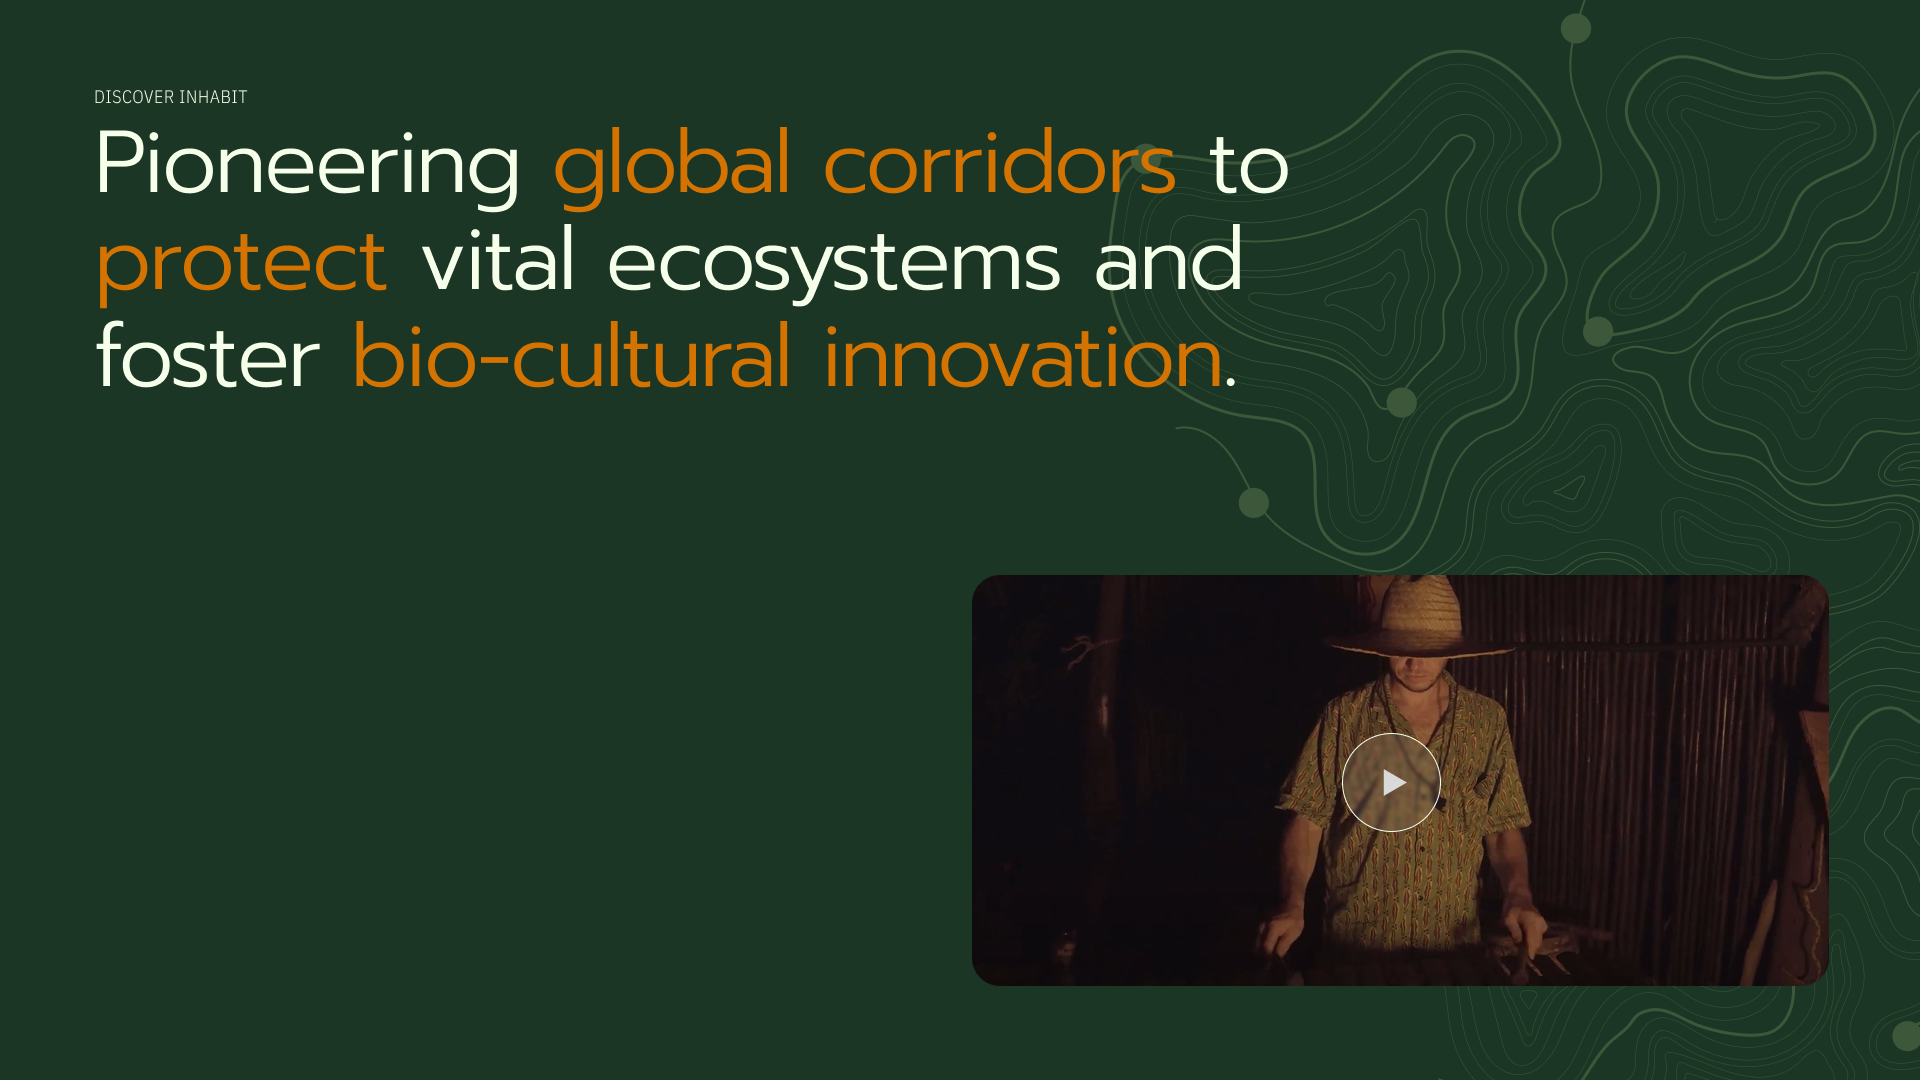 DISCOVER INHABIT
Pioneering global corridors to
protect vital ecosystems and
foster bio-cultural innovation.